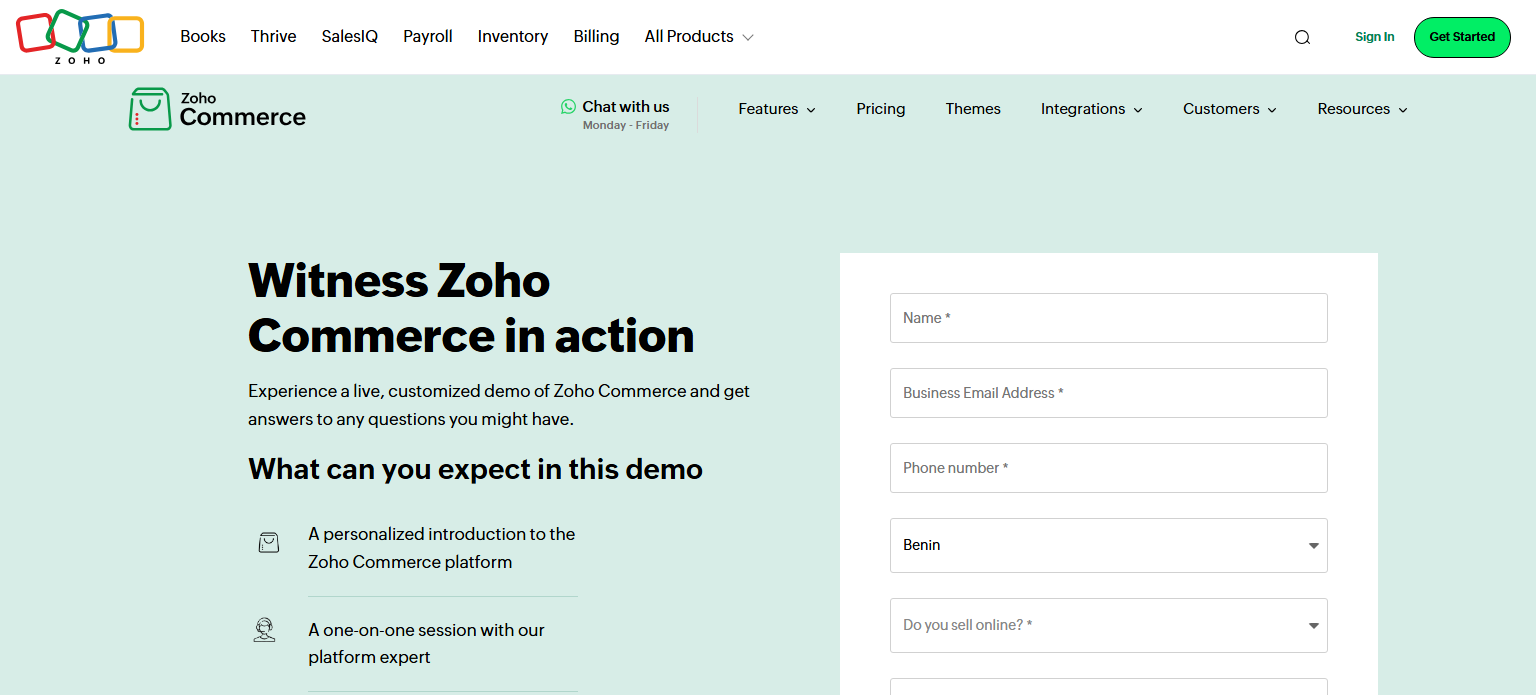 ZOHO
Books
Thrive
SalesIQ
Payroll
Inventory
Billing
All Products
Sign In
Get Started
Zoho
Commerce
Chat with us
Monday - Friday
Features
Pricing
Themes
Integrations
Customers
Resources
Witness Zoho
Commerce in action
Experience a live, customized demo of Zoho Commerce and get
answers to any questions you might have.
What can you expect in this demo
A personalized introduction to the
Zoho Commerce platform
A one-on-one session with our
platform expert
Name *
Business Email Address *
Phone number *
Benin
Do you sell online? *